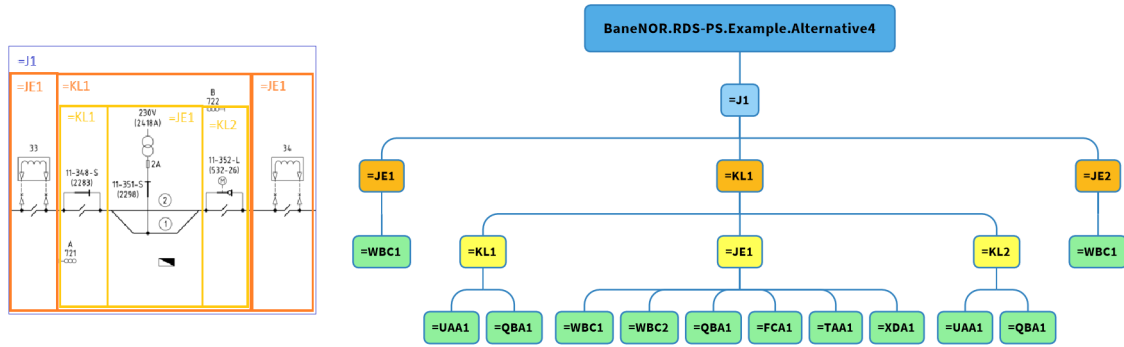 =J1
=JE1
=KL1
=JE1
B
722
=KL1
230V
(2418A)
=JE1
=KL2
33
2A
11-352-L
(532-26)
M
34
11-348-S
(2283)
11-351-S
(2298)
2
1
A
721
BaneNOR.RDS-PS.Example.Alternative4
=J1
=JE1
=KL1
=JE2
=WBC1
=KL1
=JE1
=KL2
=WBC1
=UAA1
=QBA1
=WBC1
=WBC2
=QBA1
=FCA1
=TAA1
=XDA1
=UAA1
=QBA1